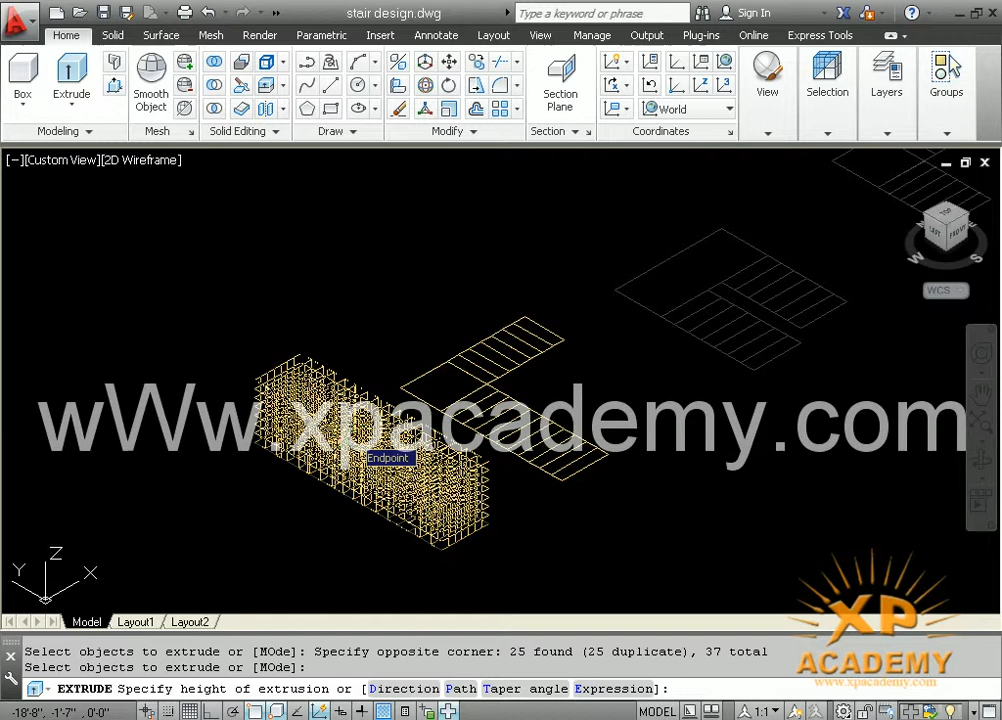 stair design.dwg
Type a keyword or phrase
Sign In
Home Solid Surface Mesh Render Parametric Insert Annotate Layout View Manage Output Plug-ins Online Express Tools
Box
Extrude
Smooth Object
Section Plane
World
View
Selection
Layers
Groups
Modeling
Mesh
Solid Editing
Draw
Modify
Section
Coordinates
[−][Custom View][2D Wireframe]
TOP
LEFT
FRONT
W
S
WCS
wWw.xpacademy.com
Endpoint
Z
Y
X
XP
ACADEMY
www.xpacademy.com
Model Layout1 Layout2
Select objects to extrude or [MOde]: Specify opposite corner: 25 found (25 duplicate), 37 total
Select objects to extrude or [MOde]:
EXTRUDE Specify height of extrusion or [Direction Path Taper angle Expression]:
-18'-8", -1'-7", 0'-0"
MODEL
1:1